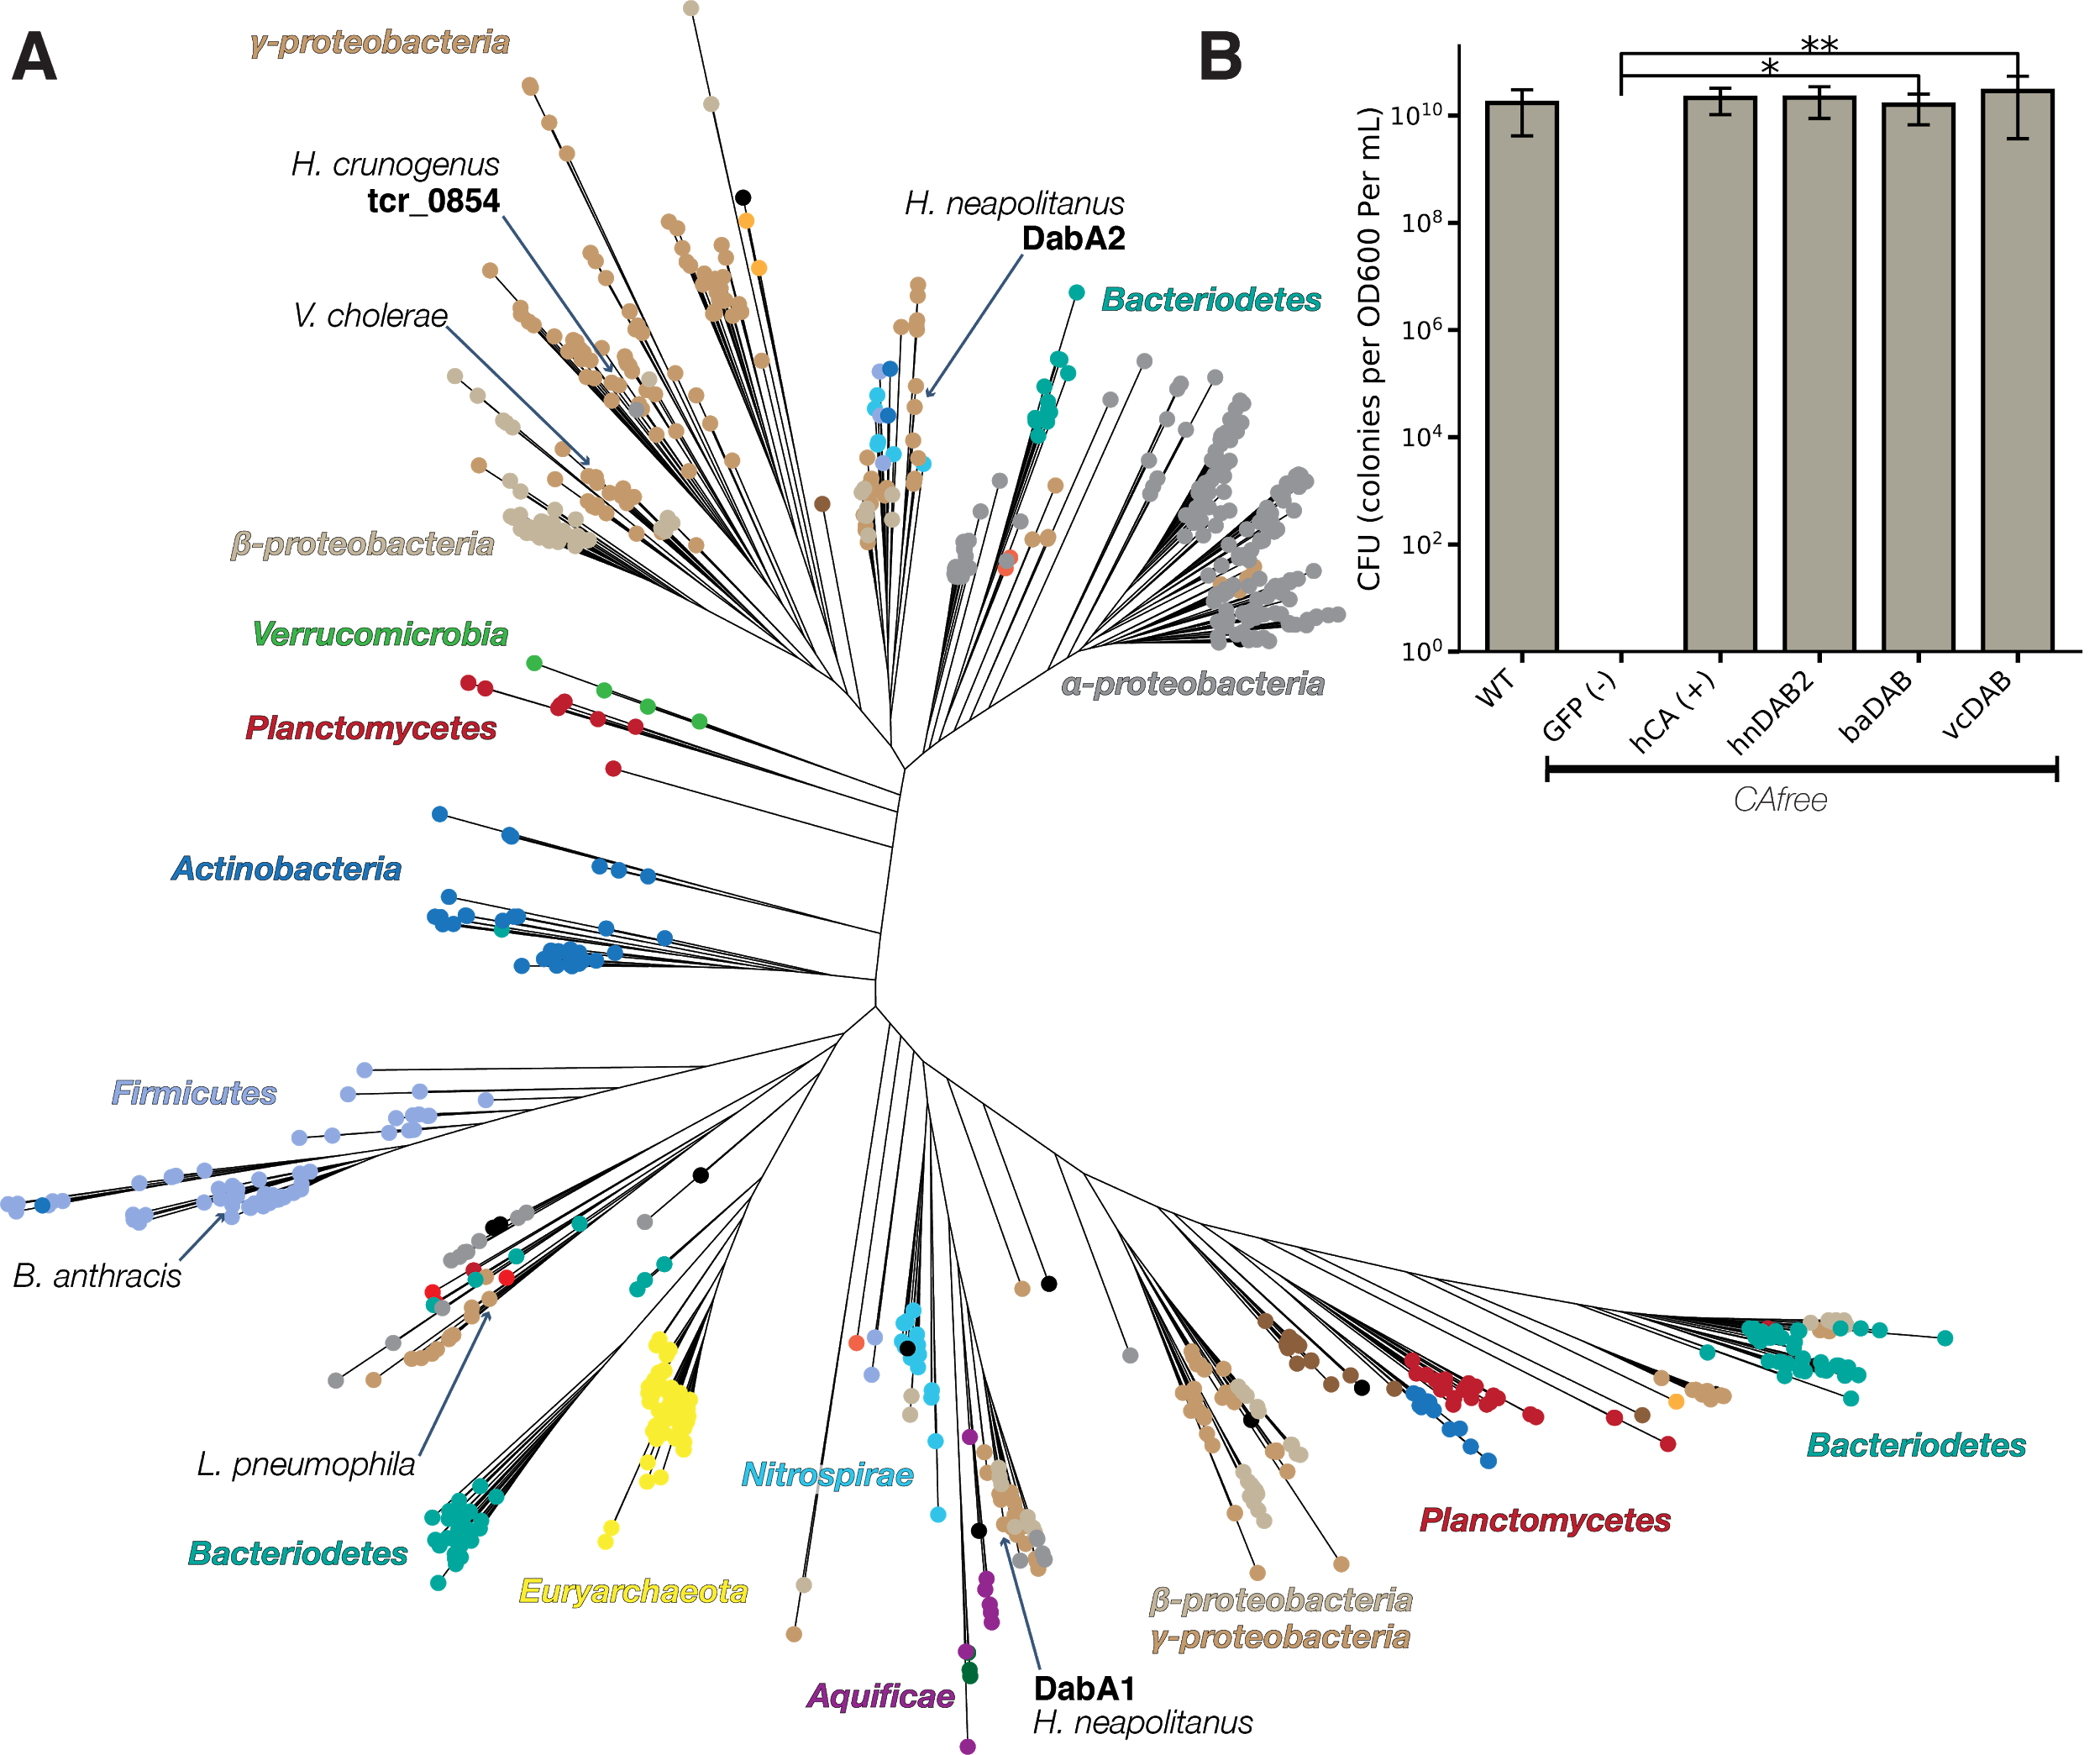 A
γ-proteobacteria
H. crunogenus
tcr_0854
V. cholerae
H. neapolitanus
DabA2
Bacteriodetes
β-proteobacteria
α-proteobacteria
Verrucomicrobia
Planctomycetes
Actinobacteria
Firmicutes
B. anthracis
L. pneumophila
Bacteriodetes
Euryarchaeota
Nitrospirae
Aquificae
DabA1
H. neapolitanus
β-proteobacteria
γ-proteobacteria
Planctomycetes
Bacteriodetes
B
**
*
CFU (colonies per OD600 Per mL)
10¹⁰
10⁸
10⁶
10⁴
10²
10⁰
WT
GFP (-)
hCA (+)
hnDAB2
baDAB
vcDAB
CAfree